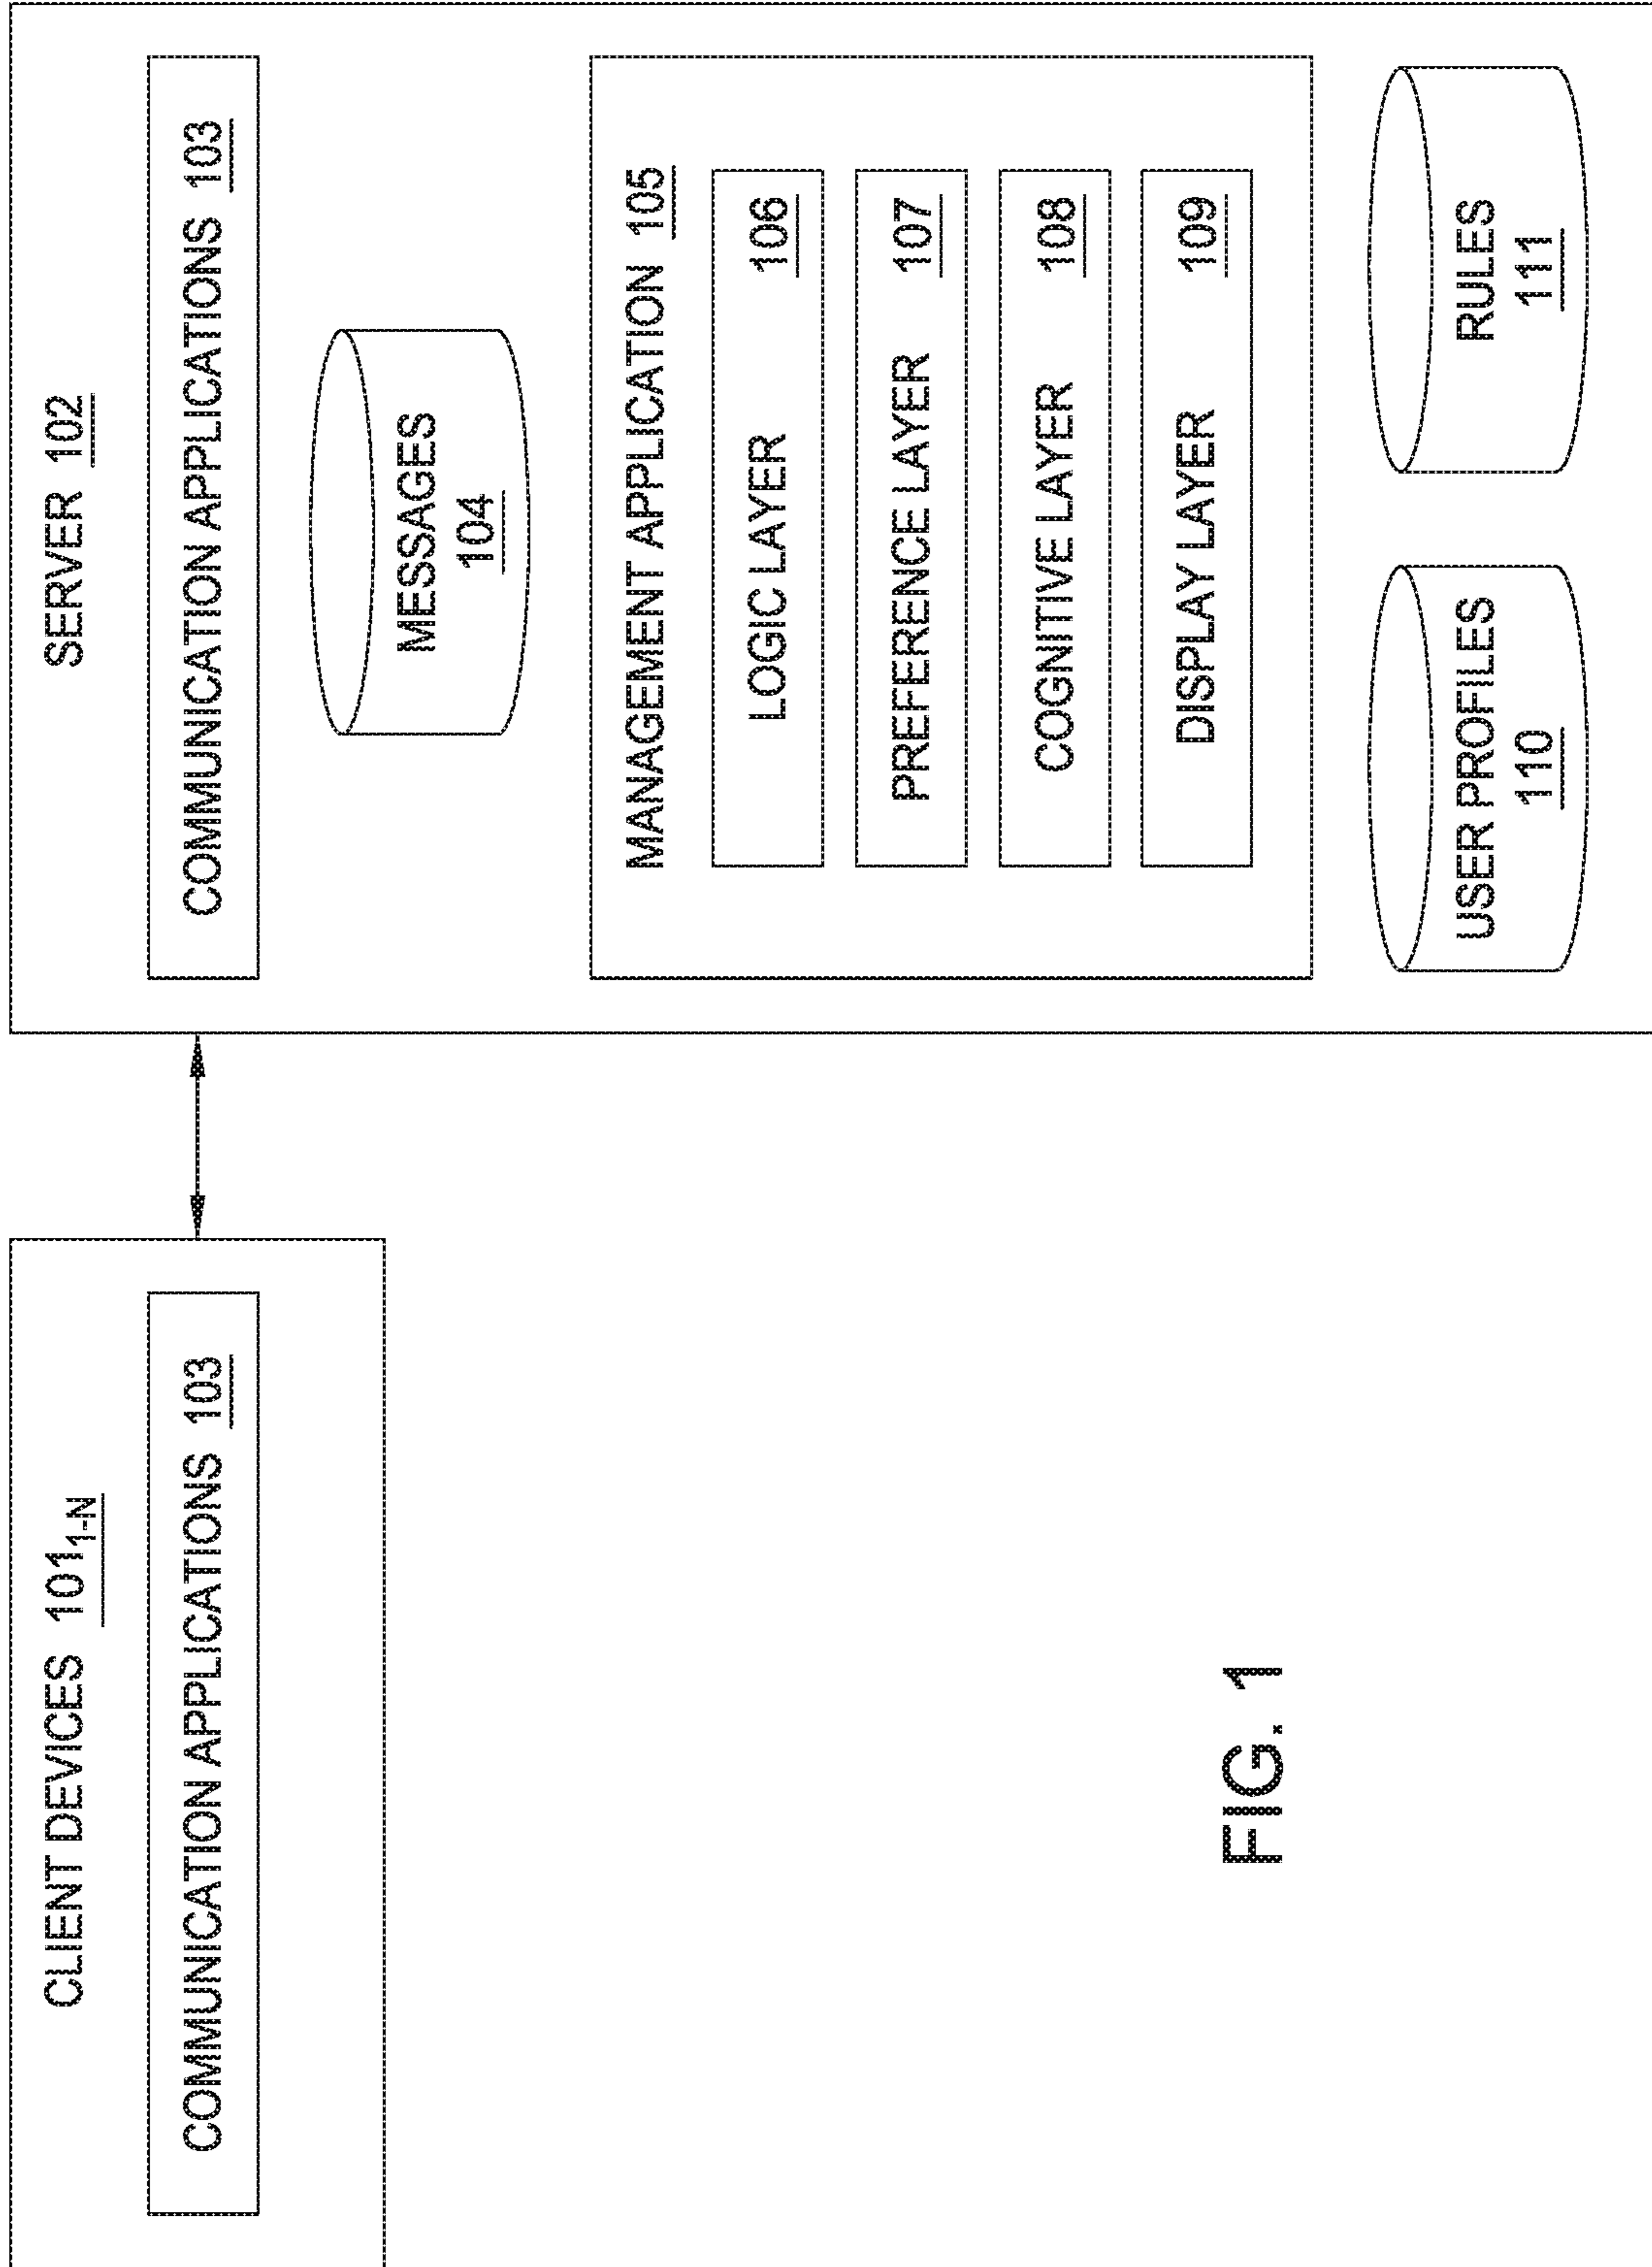 CLIENT DEVICES 101₁₋N
COMMUNICATION APPLICATIONS 103
SERVER 102
COMMUNICATION APPLICATIONS 103
MESSAGES
104
MANAGEMENT APPLICATION 105
LOGIC LAYER 106
PREFERENCE LAYER 107
COGNITIVE LAYER 108
DISPLAY LAYER 109
USER PROFILES
110
RULES
111
FIG. 1